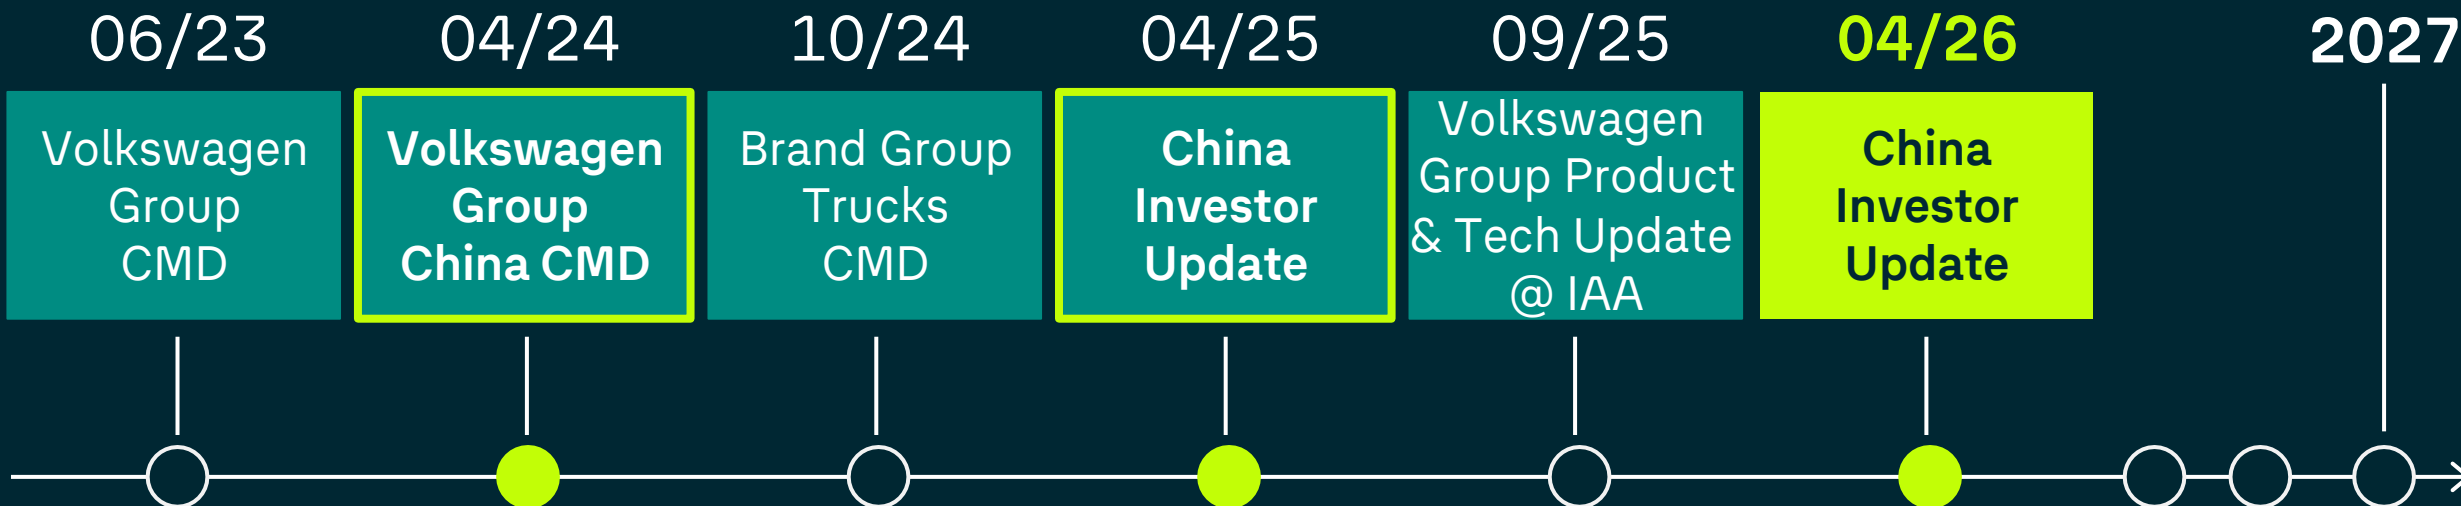 06/23
04/24
10/24
04/25
09/25
04/26
2027
Volkswagen
Group
CMD
Volkswagen
Group
China CMD
Brand Group
Trucks
CMD
China
Investor
Update
Volkswagen
Group Product
& Tech Update
@ IAA
China
Investor
Update